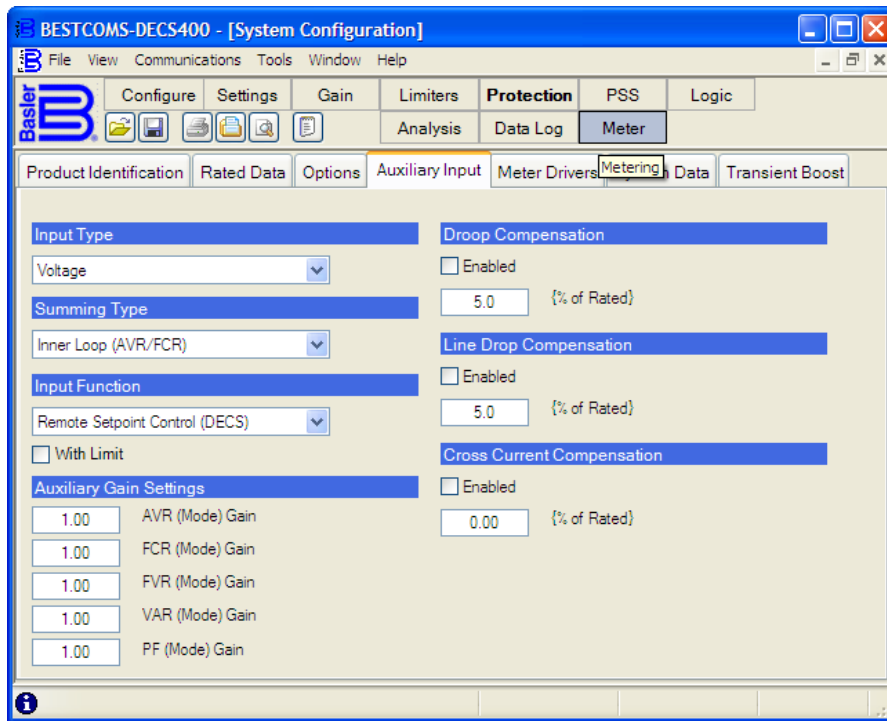 BESTCOMS-DECS400 - [System Configuration]
File View Communications Tools Window Help
Basler
Configure Settings Gain Limiters Protection PSS Logic
Analysis Data Log Meter
Metering
Product Identification Rated Data Options Auxiliary Input Meter Drivers Data Transient Boost
Input Type
Voltage
Summing Type
Inner Loop (AVR/FCR)
Input Function
Remote Setpoint Control (DECS)
With Limit
Auxiliary Gain Settings
1.00 AVR (Mode) Gain
1.00 FCR (Mode) Gain
1.00 FVR (Mode) Gain
1.00 VAR (Mode) Gain
1.00 PF (Mode) Gain
Droop Compensation
Enabled
5.0 {% of Rated}
Line Drop Compensation
Enabled
5.0 {% of Rated}
Cross Current Compensation
Enabled
0.00 {% of Rated}